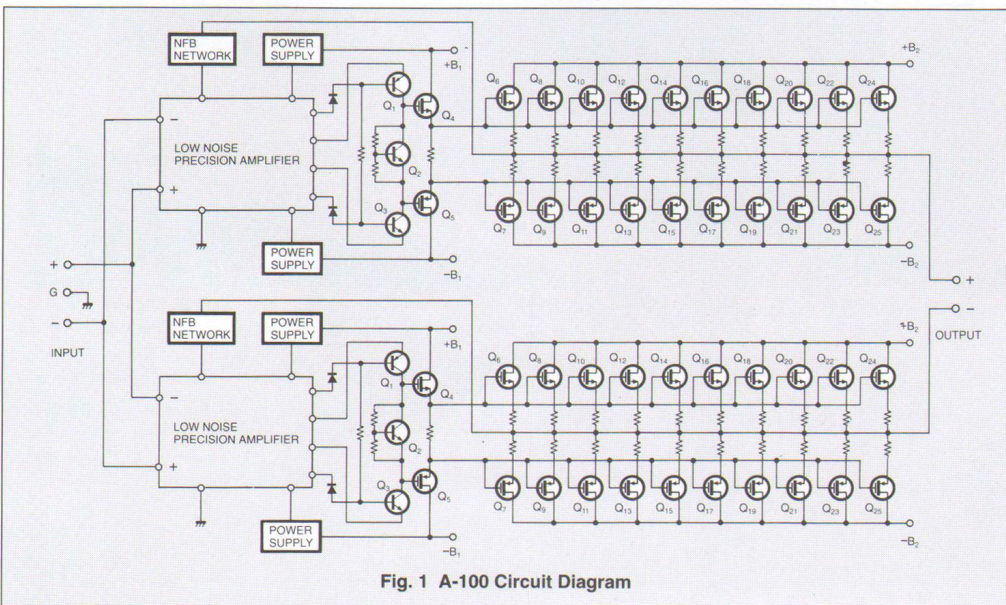 NFB
NETWORK
POWER
SUPPLY
+B₁
+B₂
Q₁
Q₄
Q₆ Q₈ Q₁₀ Q₁₂ Q₁₄ Q₁₆ Q₁₈ Q₂₀ Q₂₂ Q₂₄
−
LOW NOISE
PRECISION AMPLIFIER
+
Q₂
Q₃
Q₅
Q₇ Q₉ Q₁₁ Q₁₃ Q₁₅ Q₁₇ Q₁₉ Q₂₁ Q₂₃ Q₂₅
POWER
SUPPLY
−B₁
−B₂
+
G
−
INPUT
+
−
OUTPUT
NFB
NETWORK
POWER
SUPPLY
+B₁
+B₂
Q₁
Q₄
Q₆ Q₈ Q₁₀ Q₁₂ Q₁₄ Q₁₆ Q₁₈ Q₂₀ Q₂₂ Q₂₄
−
LOW NOISE
PRECISION AMPLIFIER
+
Q₂
Q₃
Q₅
Q₇ Q₉ Q₁₁ Q₁₃ Q₁₅ Q₁₇ Q₁₉ Q₂₁ Q₂₃ Q₂₅
POWER
SUPPLY
−B₁
−B₂
Fig. 1 A-100 Circuit Diagram